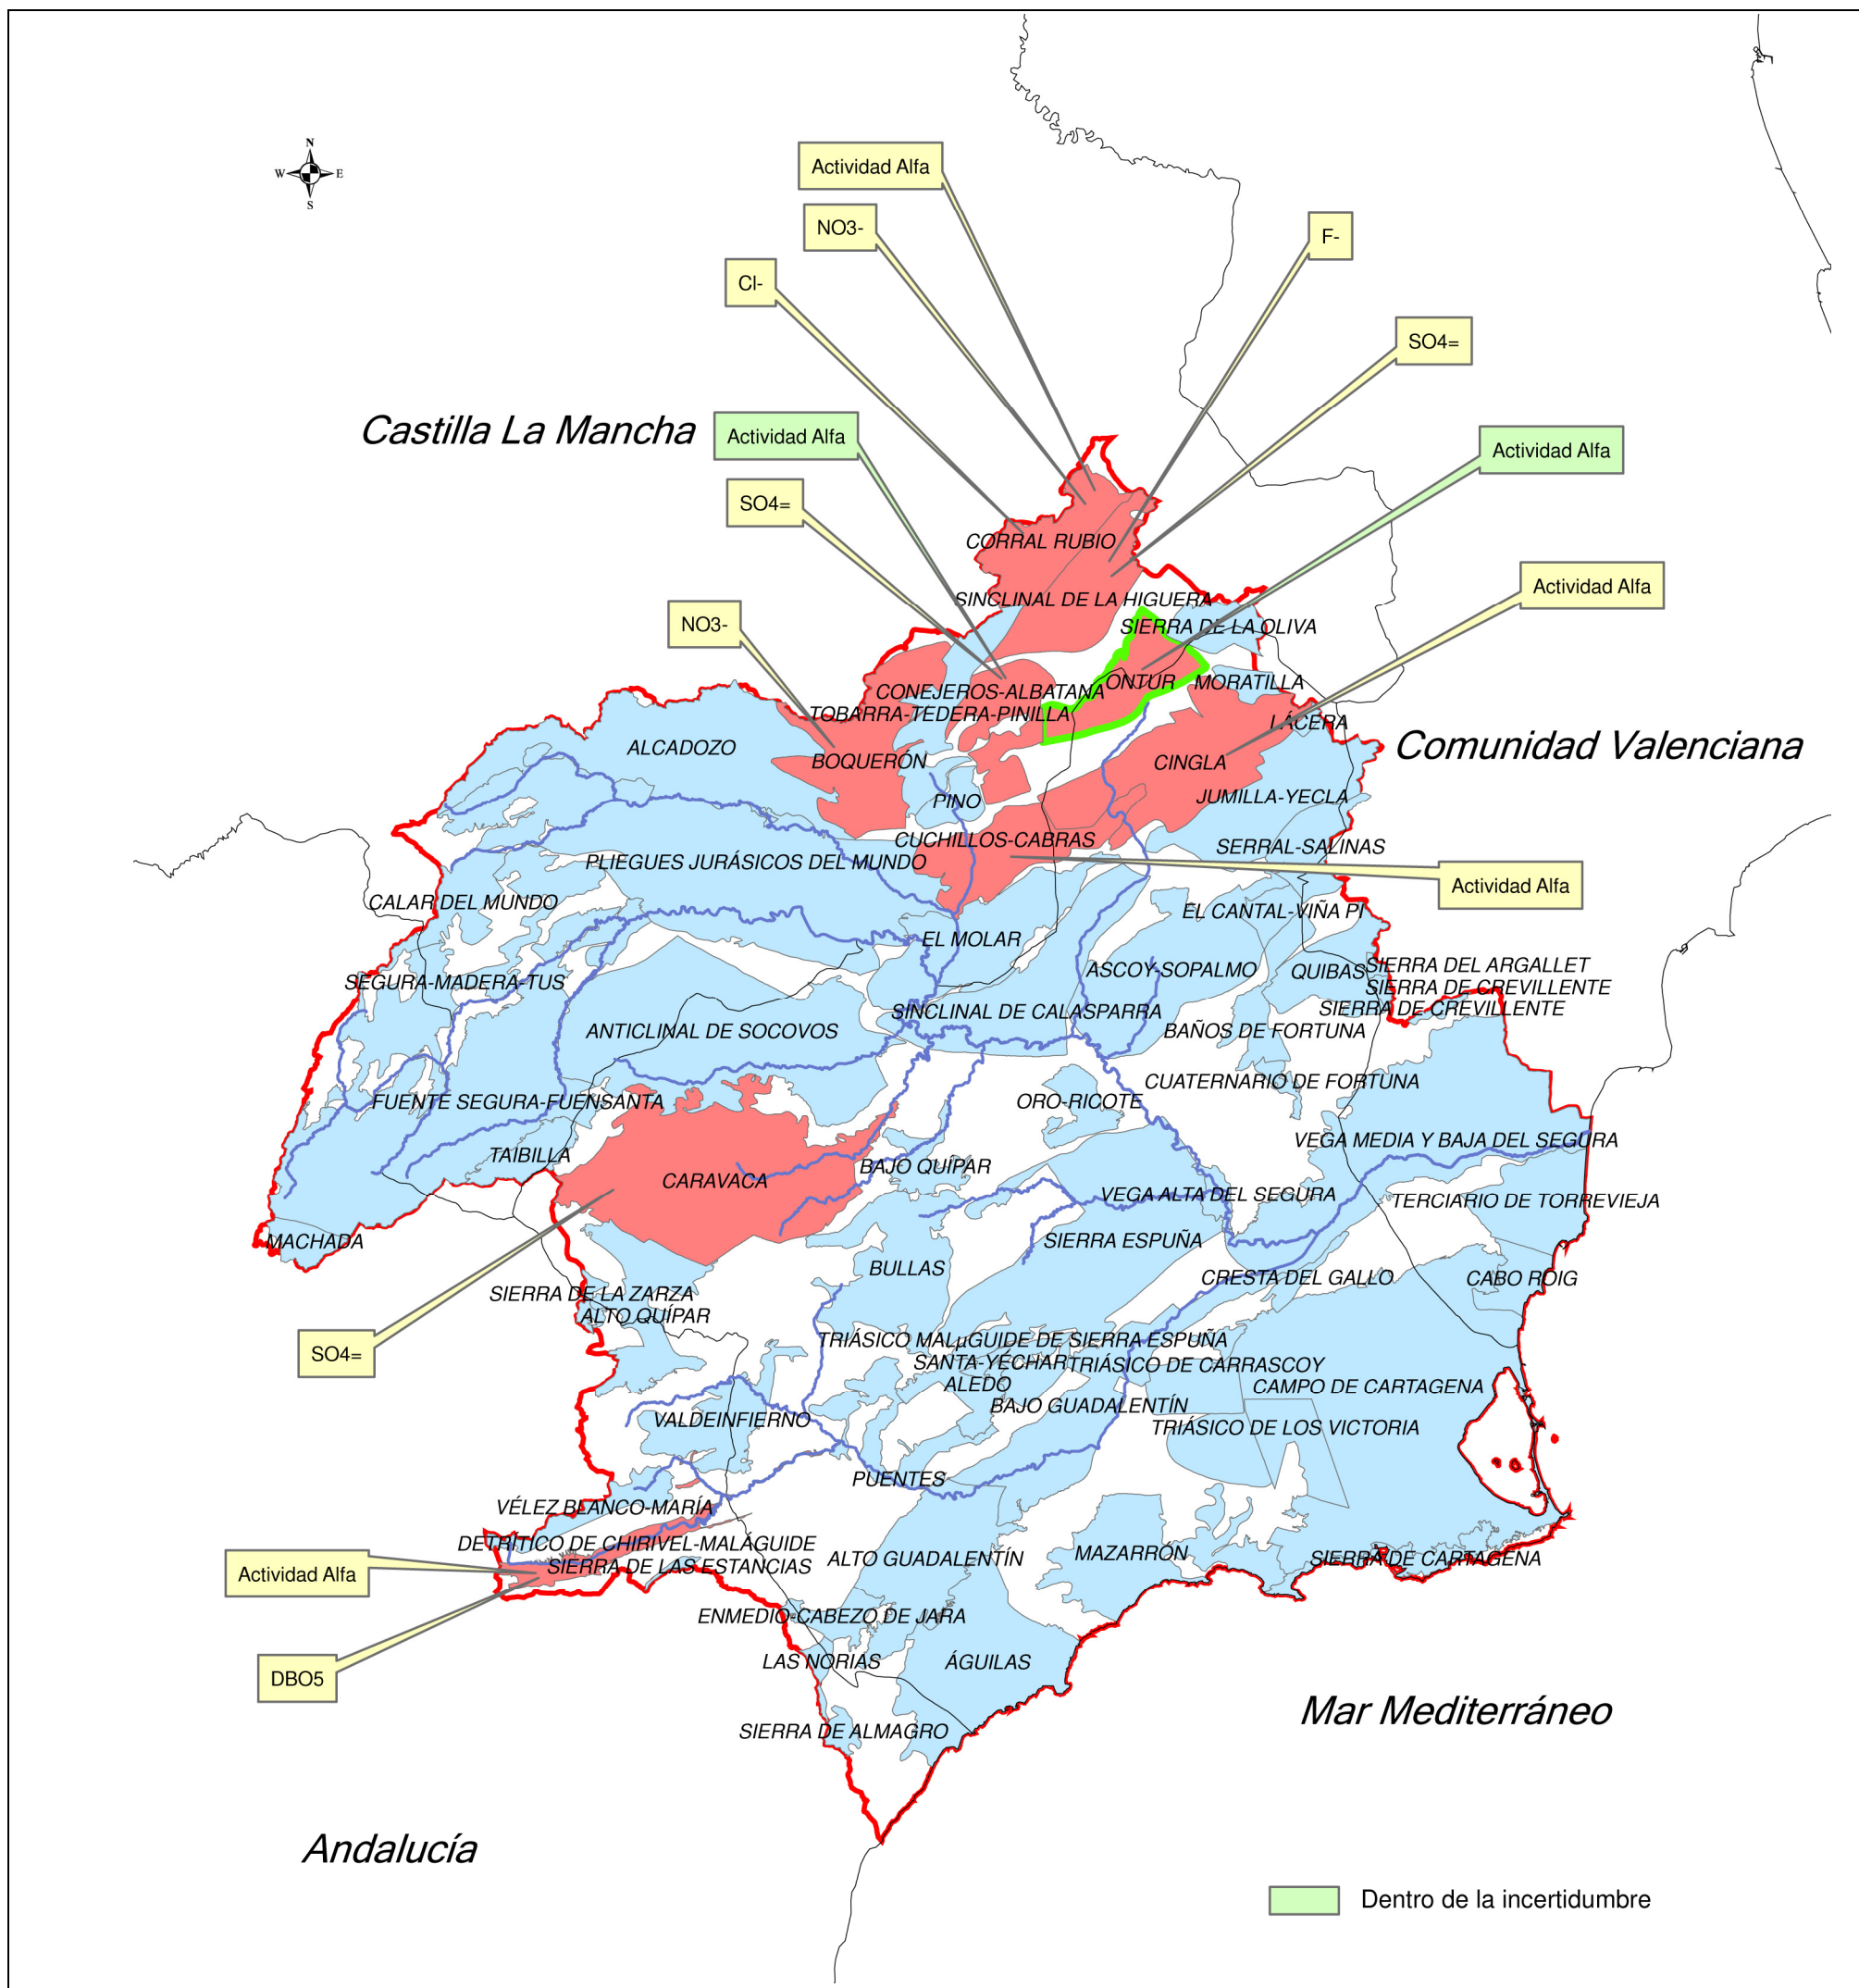 N
W E
S
Actividad Alfa
NO3-
F-
Cl-
SO4=
Castilla La Mancha
Actividad Alfa
Actividad Alfa
SO4=
CORRAL RUBIO
Actividad Alfa
SINCLINAL DE LA HIGUERA
NO3-
SIERRA DE LA OLIVA
ONTUR
MORATILLA
CONEJEROS-ALBATANA
TOBARRA-TEDERA-PINILLA
LÁCERA
Comunidad Valenciana
ALCADOZO
BOQUERÓN
CINGLA
PINO
JUMILLA-YECLA
CUCHILLOS-CABRAS
SERRAL-SALINAS
PLIEGUES JURÁSICOS DEL MUNDO
Actividad Alfa
CALAR DEL MUNDO
EL CANTAL-VIÑA PI
EL MOLAR
ASCOY-SOPALMO
QUIBAS
SIERRA DEL ARGALLET
SEGURA-MADERA-TUS
SIERRA DE CREVILLENTE
SIERRA DE CREVILLENTE
SINCLINAL DE CALASPARRA
ANTICLINAL DE SOCOVOS
BAÑOS DE FORTUNA
CUATERNARIO DE FORTUNA
FUENTE SEGURA-FUENSANTA
ORO-RICOTE
VEGA MEDIA Y BAJA DEL SEGURA
TAIBILLA
BAJO QUÍPAR
CARAVACA
VEGA ALTA DEL SEGURA
TERCIARIO DE TORREVIEJA
MACHADA
SIERRA ESPUÑA
BULLAS
CRESTA DEL GALLO
CABO ROIG
SIERRA DE LA ZARZA
ALTO QUÍPAR
SO4=
TRIÁSICO MALµGUIDE DE SIERRA ESPUÑA
SANTA-YÉCHAR
TRIÁSICO DE CARRASCOY
ALEDO
CAMPO DE CARTAGENA
BAJO GUADALENTÍN
VALDEINFIERNO
TRIÁSICO DE LOS VICTORIA
PUENTES
VÉLEZ BLANCO-MARÍA
DETRÍTICO DE CHIRIVEL-MALÁGUIDE
SIERRA DE LAS ESTANCIAS
ALTO GUADALENTÍN
MAZARRÓN
SIERRA DE CARTAGENA
Actividad Alfa
ENMEDIO-CABEZO DE JARA
DBO5
LAS NORIAS
ÁGUILAS
Mar Mediterráneo
SIERRA DE ALMAGRO
Andalucía
Dentro de la incertidumbre